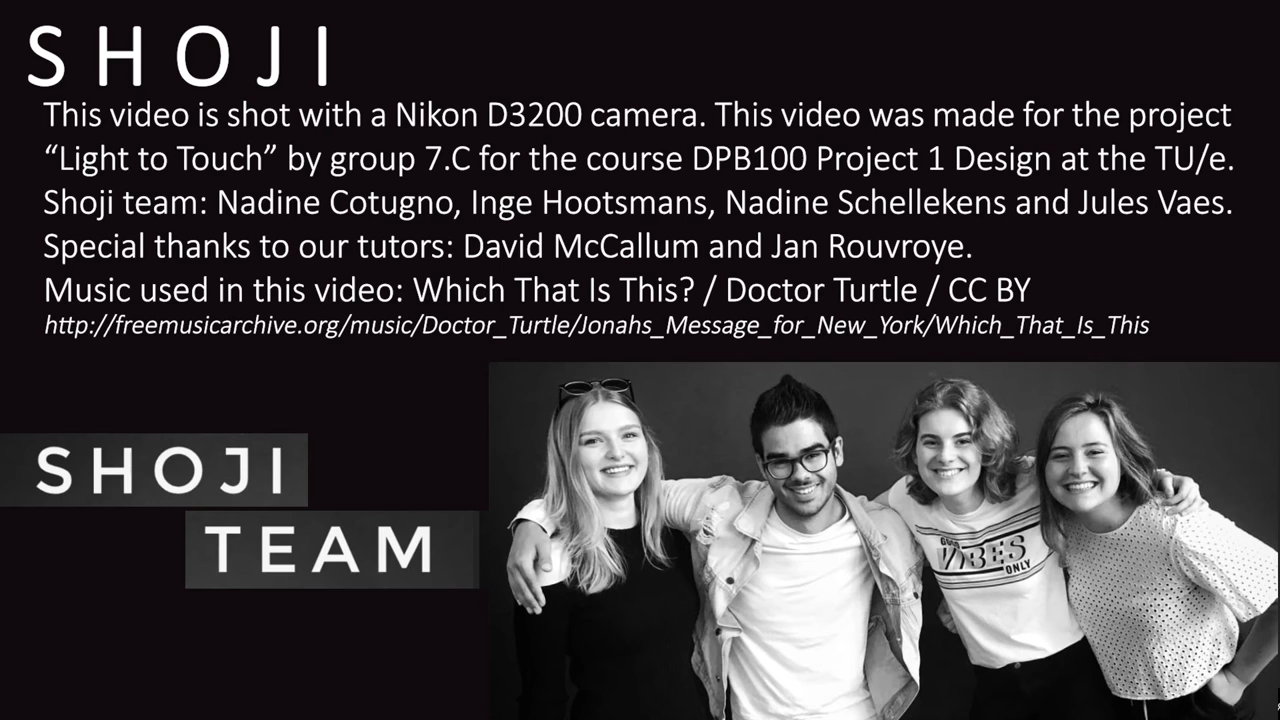 SHOJI
This video is shot with a Nikon D3200 camera. This video was made for the project
“Light to Touch” by group 7.C for the course DPB100 Project 1 Design at the TU/e.
Shoji team: Nadine Cotugno, Inge Hootsmans, Nadine Schellekens and Jules Vaes.
Special thanks to our tutors: David McCallum and Jan Rouvroye.
Music used in this video: Which That Is This? / Doctor Turtle / CC BY
http://freemusicarchive.org/music/Doctor_Turtle/Jonahs_Message_for_New_York/Which_That_Is_This
SHOJI
TEAM
VIBES
ONLY